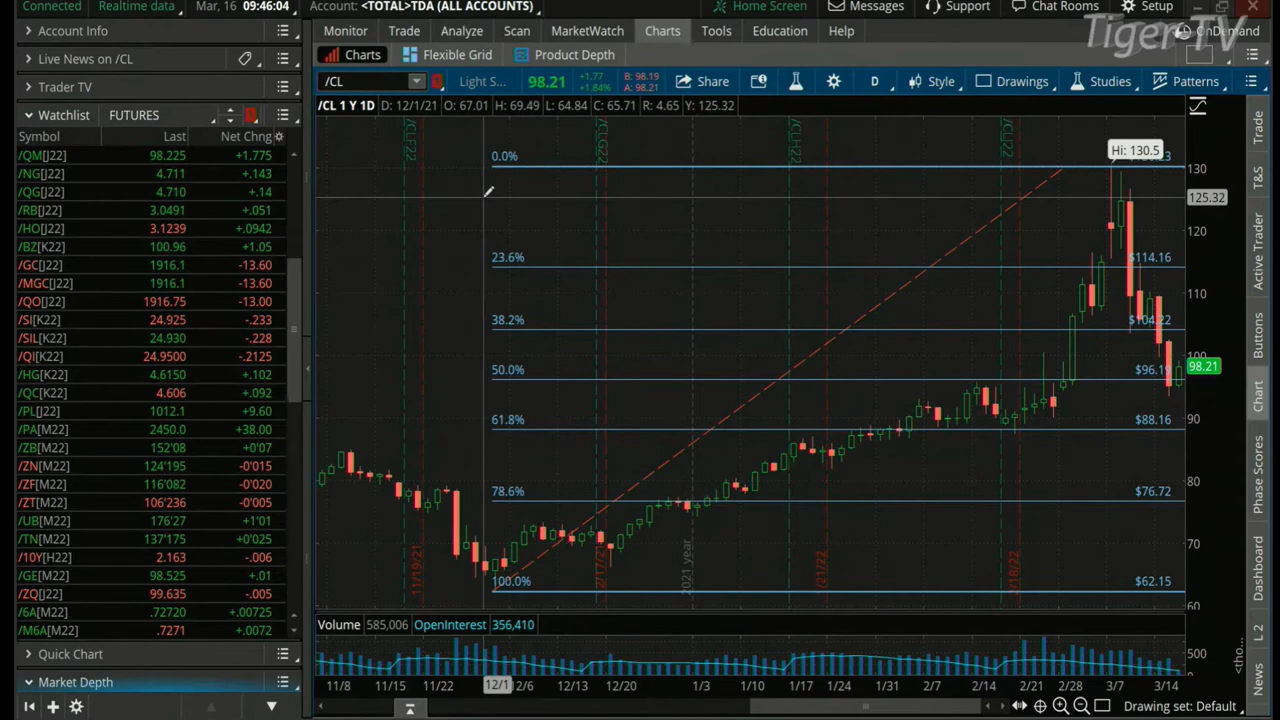 Connected Realtime data Mar, 16 09:46:04 Account: <TOTAL>TDA (ALL ACCOUNTS) Home Screen Messages Support Chat Rooms Setup
TigerTV
OnDemand
Account Info
Live News on /CL
Trader TV
Watchlist FUTURES
Symbol Last Net Chng
/QM[J22] 98.225 +1.775
/NG[J22] 4.711 +.143
/QG[J22] 4.710 +.14
/RB[J22] 3.0491 +.051
/HO[J22] 3.1239 +.0942
/BZ[K22] 100.96 +1.05
/GC[J22] 1916.1 -13.60
/MGC[J22] 1916.1 -13.60
/QO[J22] 1916.75 -13.00
/SI[K22] 24.925 -.233
/SIL[K22] 24.930 -.228
/QI[K22] 24.9500 -.2125
/HG[K22] 4.6150 +.102
/QC[K22] 4.606 +.092
/PL[J22] 1012.1 +9.60
/PA[M22] 2450.0 +38.00
/ZB[M22] 152'08 +0'07
/ZN[M22] 124'195 -0'015
/ZF[M22] 116'082 -0'020
/ZT[M22] 106'236 -0'005
/UB[M22] 176'27 +1'01
/TN[M22] 137'175 +0'025
/10Y[H22] 2.163 -.006
/GE[M22] 98.525 +.01
/ZQ[J22] 99.635 -.005
/6A[M22] .72720 +.00725
/M6A[M22] .7271 +.0072
Quick Chart
Market Depth
Monitor Trade Analyze Scan MarketWatch Charts Tools Education Help
Charts Flexible Grid Product Depth
/CL Light S... 98.21 +1.77 +1.84% B: 98.19 A: 98.21 Share D Style Drawings Studies Patterns
/CL 1 Y 1D D: 12/1/21 O: 67.01 H: 69.49 L: 64.84 C: 65.71 R: 4.65 Y: 125.32
/CLF22 /CLG22 /CLH22 /CLJ22
Hi: 130.5
0.0%
23.6% $114.16
38.2% $104.22
50.0% $96.19
61.8% $88.16
78.6% $76.72
100.0% $62.15
130
125.32
120
110
100
98.21
90
80
70
60
11/19/21 2021 year
Volume 585,006 OpenInterest 356,410
500
11/8 11/15 11/22 12/1 12/6 12/13 12/20 1/3 1/10 1/17 1/24 1/31 2/7 2/14 2/21 2/28 3/7 3/14
Drawing set: Default
Trade
T&S
Active Trader
Buttons
Chart
Phase Scores
Dashboard
L 2
News
<tho...